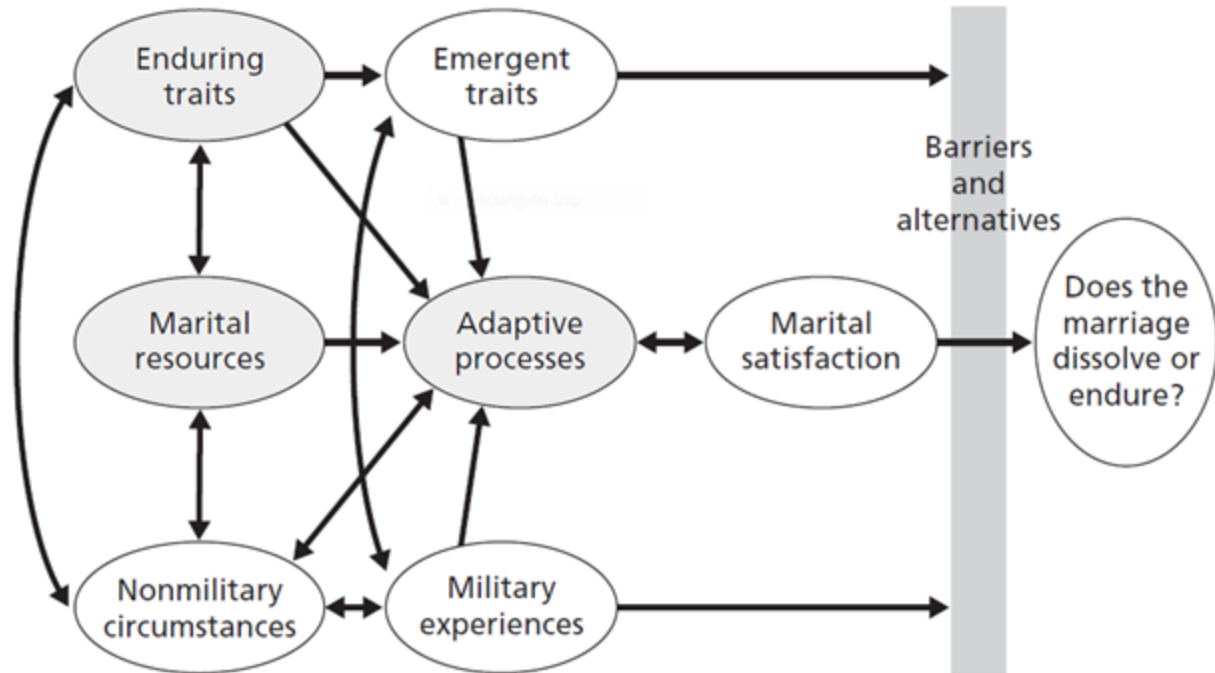 Enduring
traits
Emergent
traits
Barriers
and
alternatives
Marital
resources
Adaptive
processes
Marital
satisfaction
Does the
marriage
dissolve or
endure?
Nonmilitary
circumstances
Military
experiences